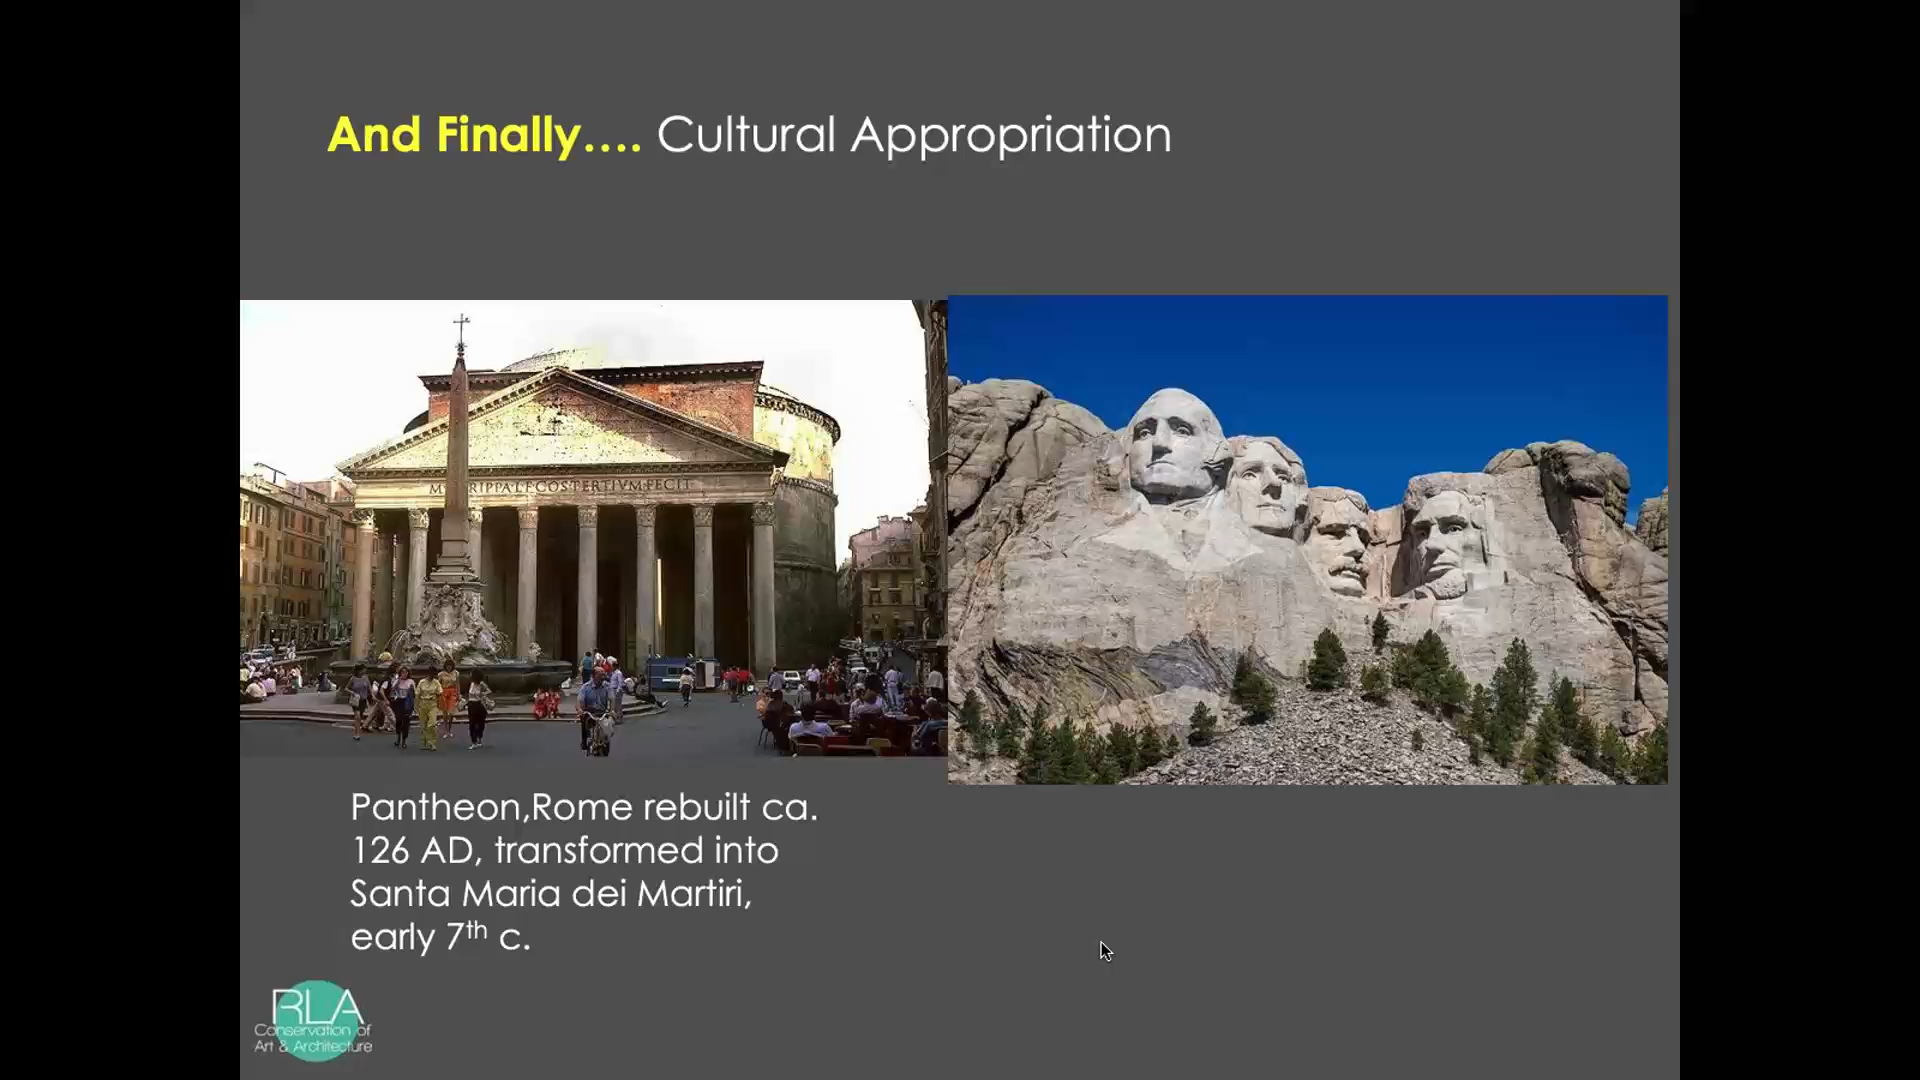 And Finally.... Cultural Appropriation
M AGRIPPA L F COS TERTIVM FECIT
Pantheon,Rome rebuilt ca.
126 AD, transformed into
Santa Maria dei Martiri,
early 7th c.
RLA
Conservation of
Art & Architecture